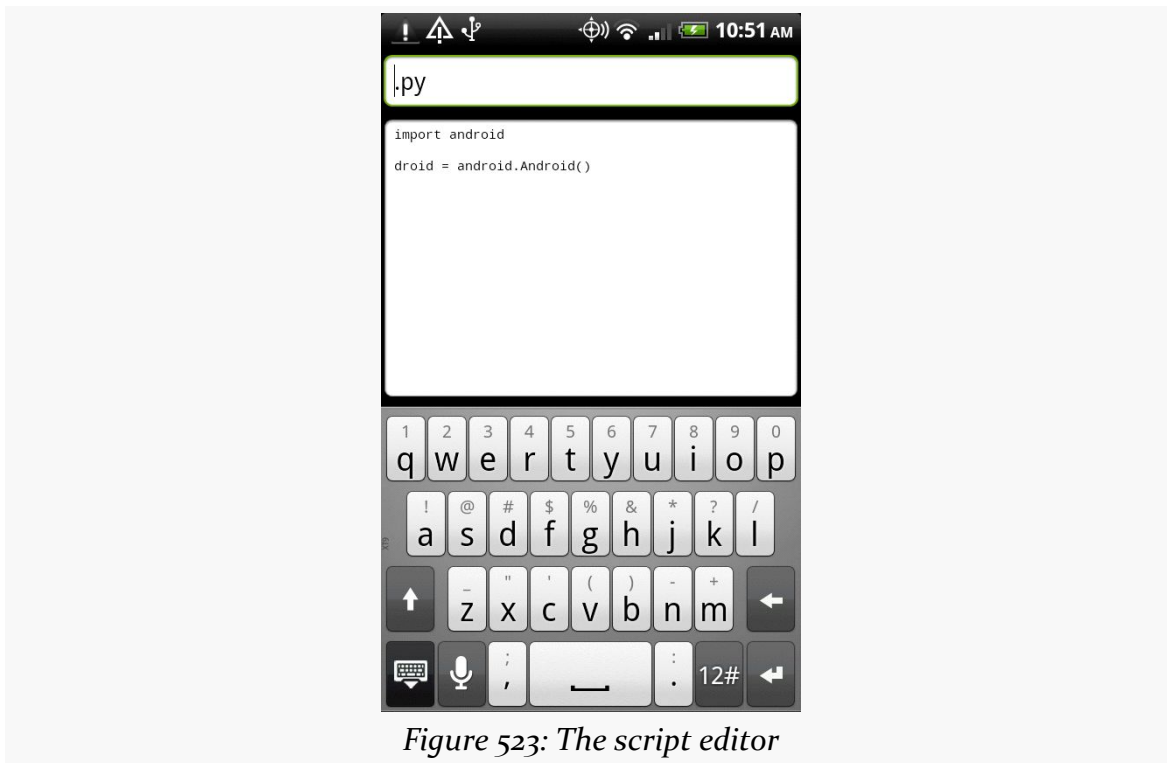 10:51 AM
.py
import android
droid = android.Android()
1 2 3 4 5 6 7 8 9 0
q w e r t y u i o p
! @ # $ % & * ? /
a s d f g h j k l
XT9
_ " ' ( ) - +
z x c v b n m
; :
, . 12#
Figure 523: The script editor